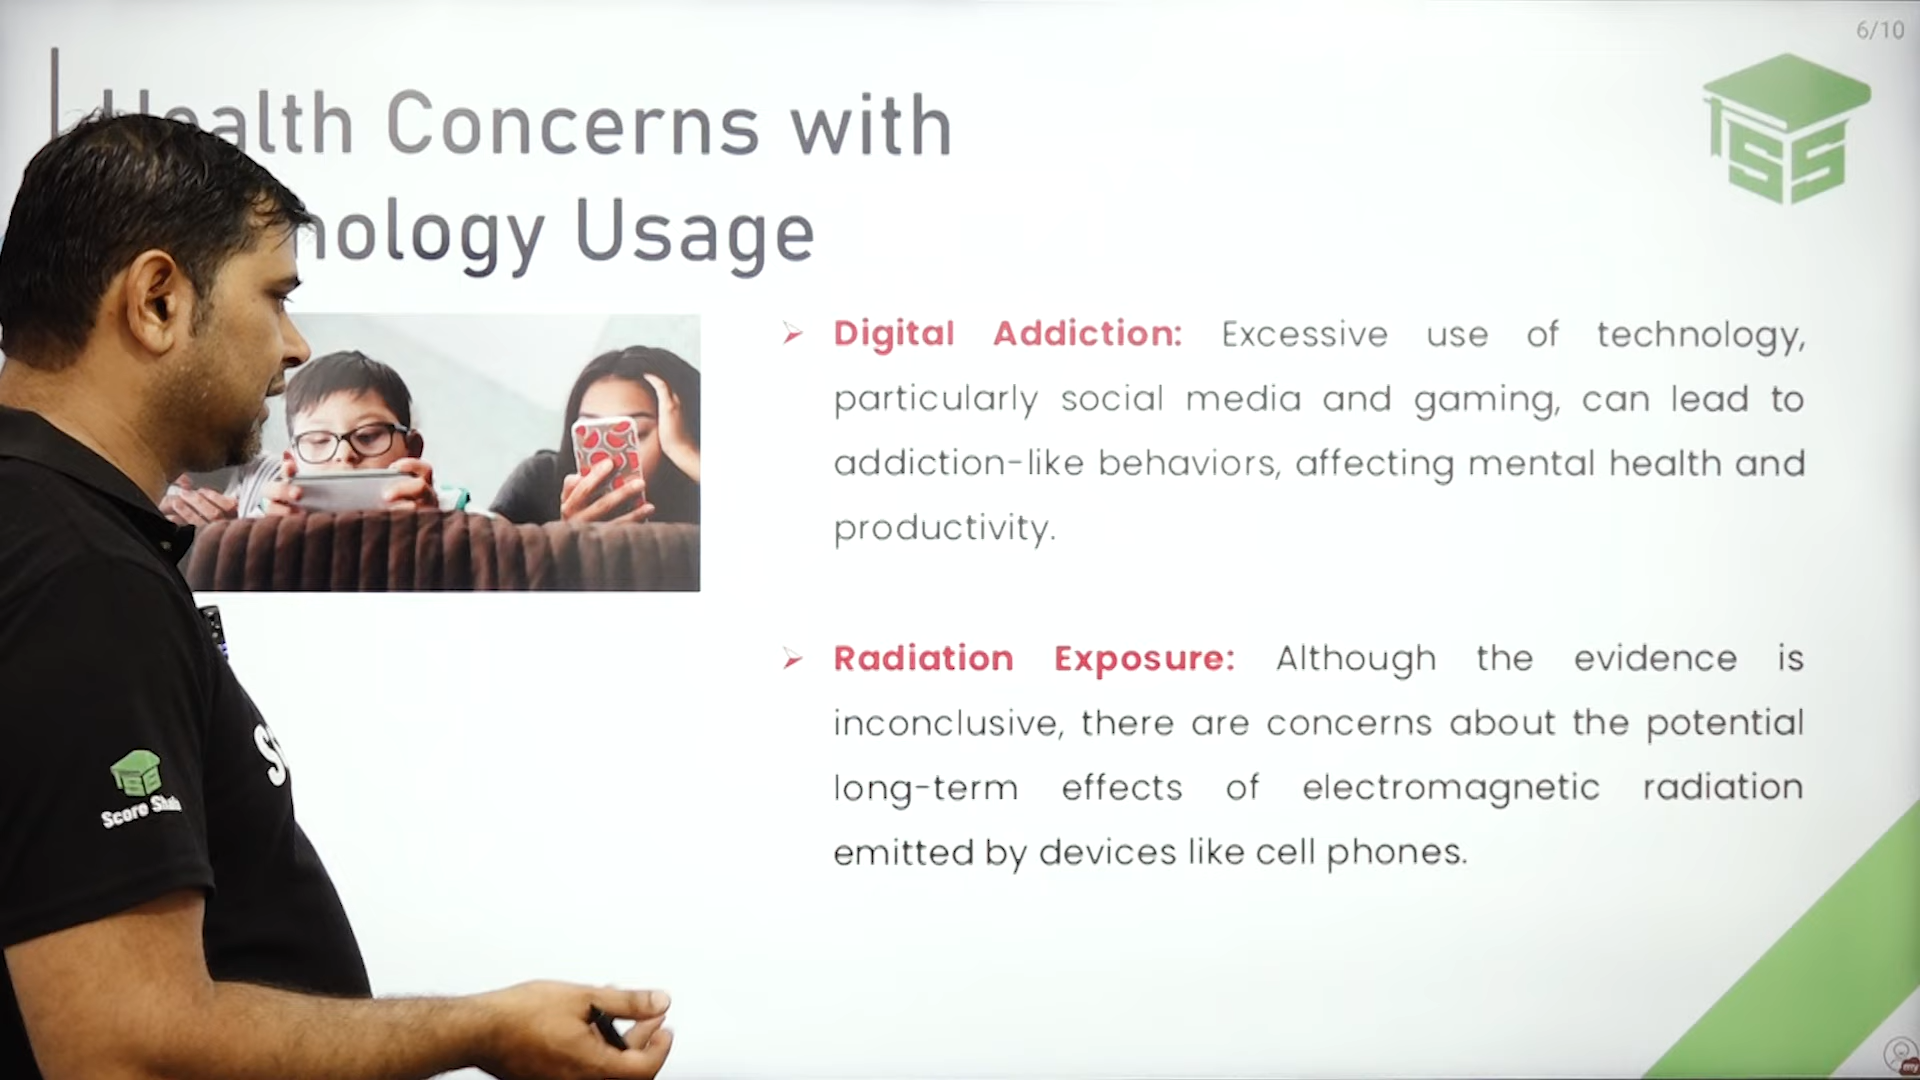 6/10
Health Concerns with
nology Usage
SS
➢ Digital Addiction: Excessive use of technology,
particularly social media and gaming, can lead to
addiction-like behaviors, affecting mental health and
productivity.
➢ Radiation Exposure: Although the evidence is
inconclusive, there are concerns about the potential
long-term effects of electromagnetic radiation
emitted by devices like cell phones.
Score